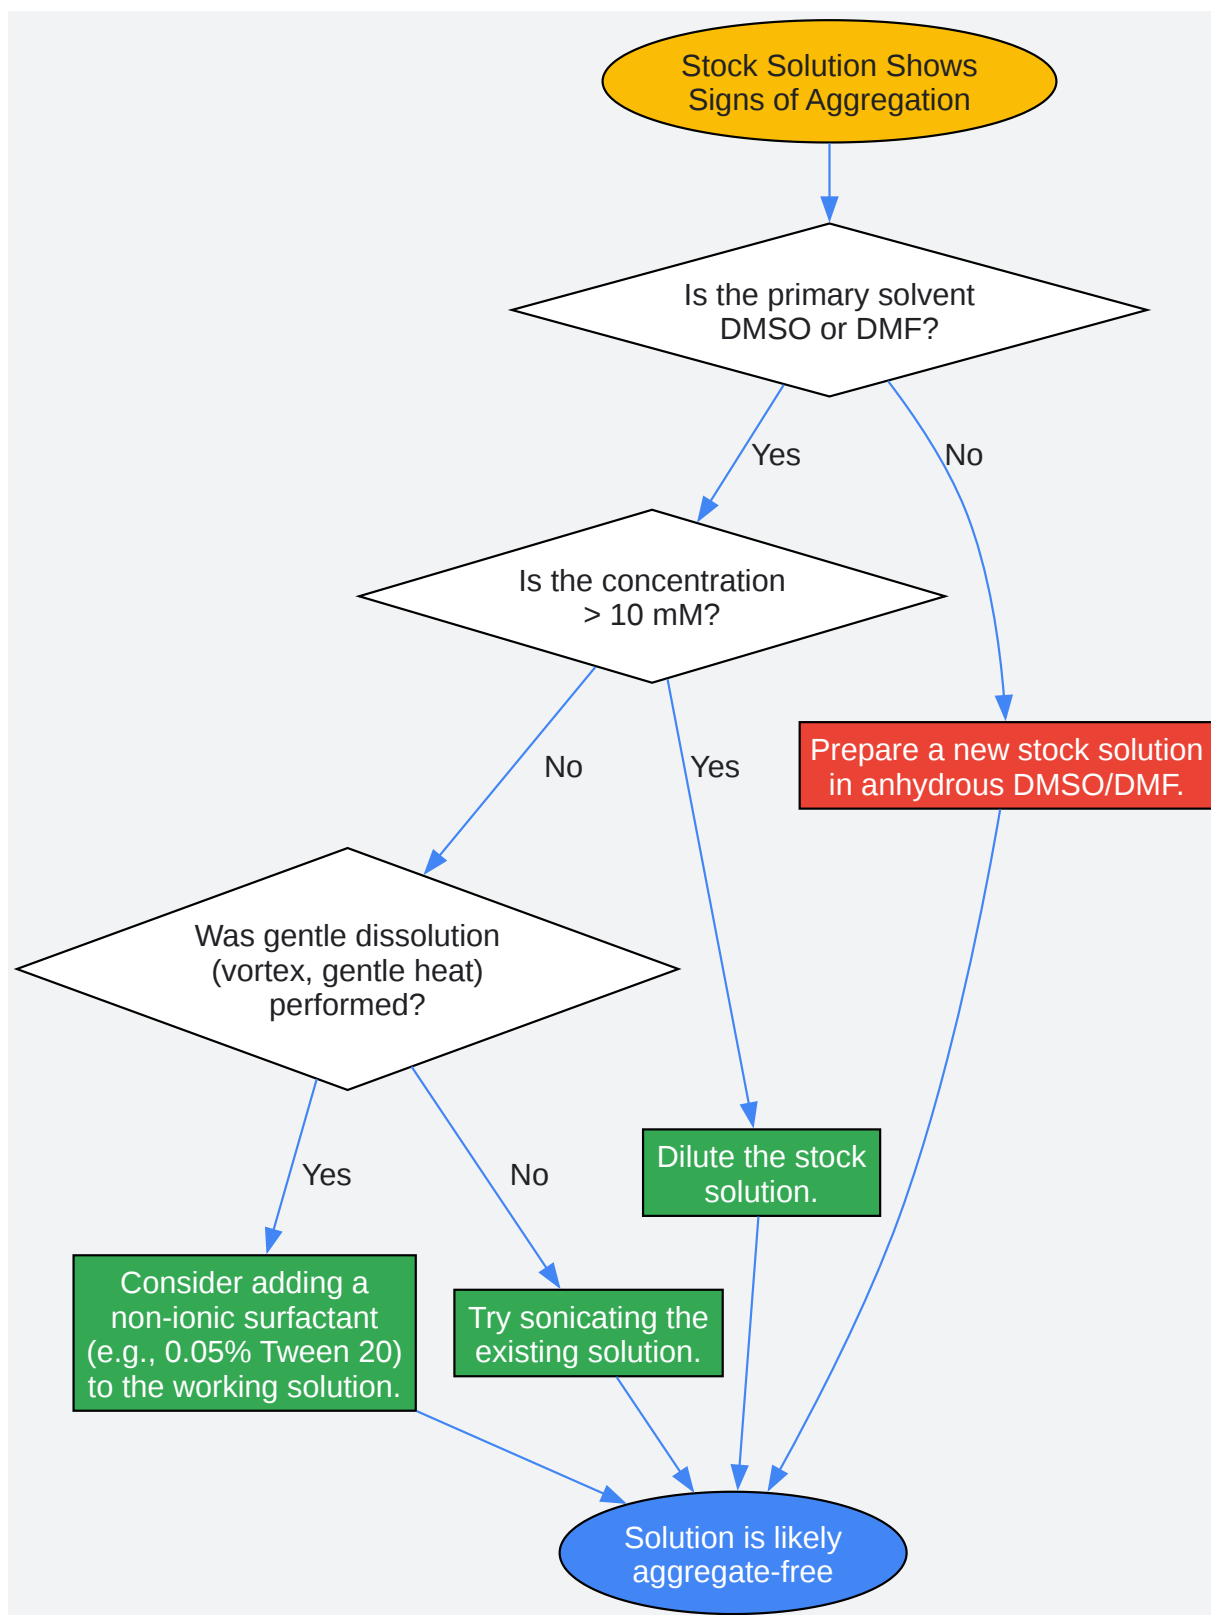 Stock Solution Shows
Signs of Aggregation
Is the primary solvent
DMSO or DMF?
Yes
No
Is the concentration
> 10 mM?
No
Yes
Prepare a new stock solution
in anhydrous DMSO/DMF.
Was gentle dissolution
(vortex, gentle heat)
performed?
Yes
No
Dilute the stock
solution.
Consider adding a
non-ionic surfactant
(e.g., 0.05% Tween 20)
to the working solution.
Try sonicating the
existing solution.
Solution is likely
aggregate-free